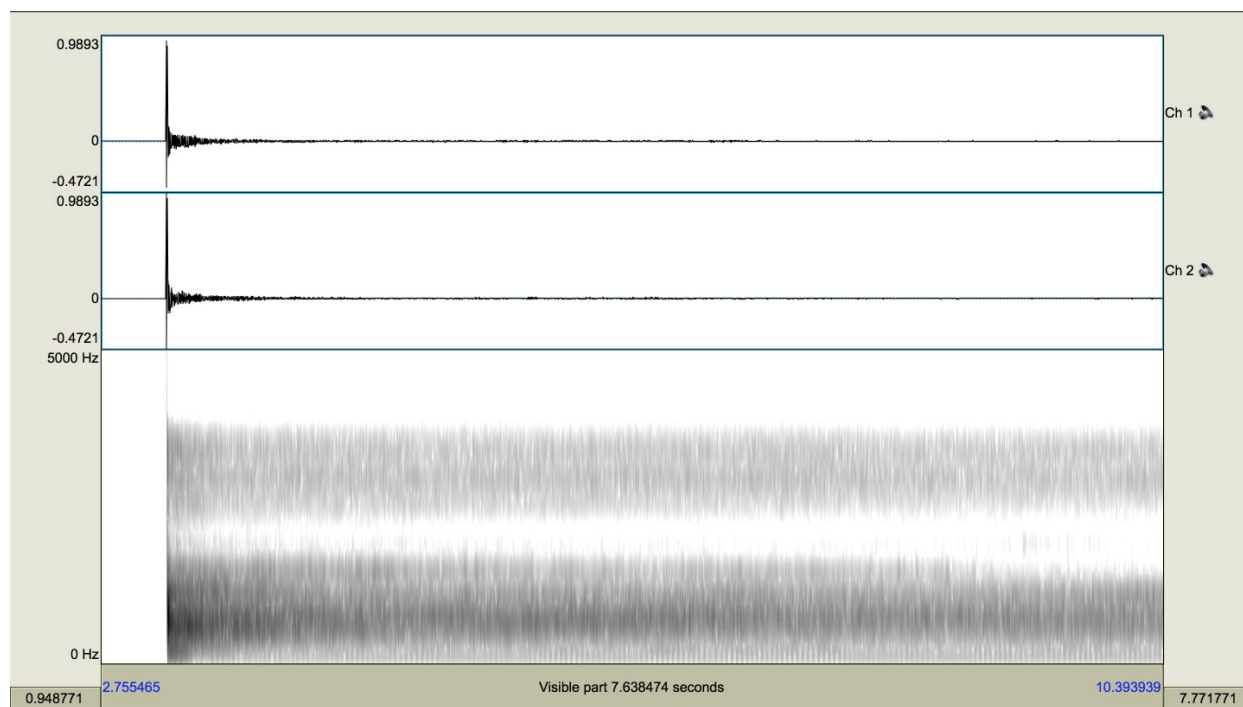 0.9893
0
-0.4721
Ch 1
0.9893
0
-0.4721
Ch 2
5000 Hz
0 Hz
2.755465
Visible part 7.638474 seconds
10.393939
0.948771
7.771771